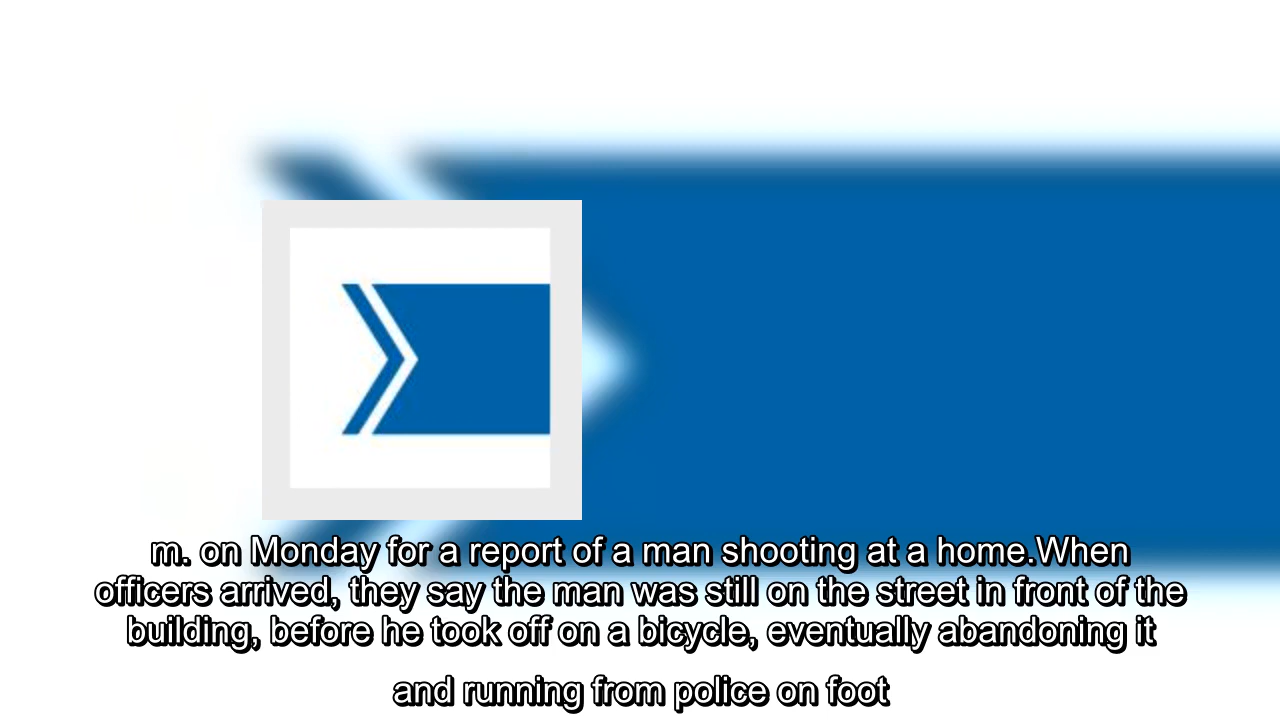 m. on Monday for a report of a man shooting at a home.When
officers arrived, they say the man was still on the street in front of the
building, before he took off on a bicycle, eventually abandoning it
and running from police on foot